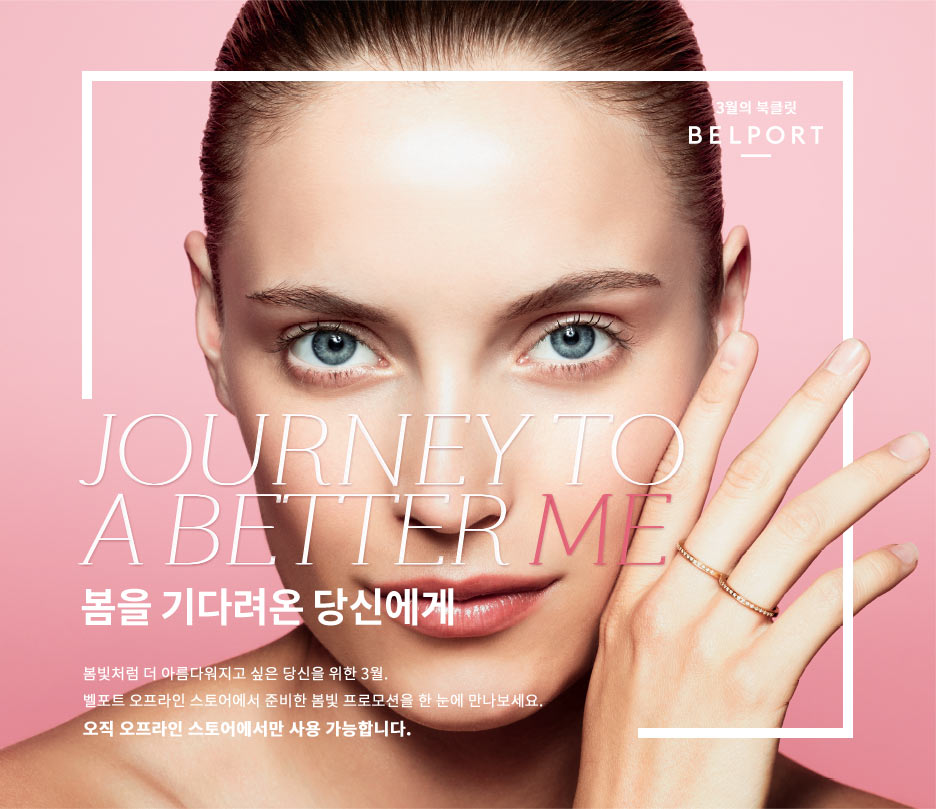 3월의 북클릿
BELPORT
JOURNEY TO
A BETTER ME
봄을 기다려온 당신에게
봄빛처럼 더 아름다워지고 싶은 당신을 위한 3월.
벨포트 오프라인 스토어에서 준비한 봄빛 프로모션을 한 눈에 만나보세요.
오직 오프라인 스토어에서만 사용 가능합니다.